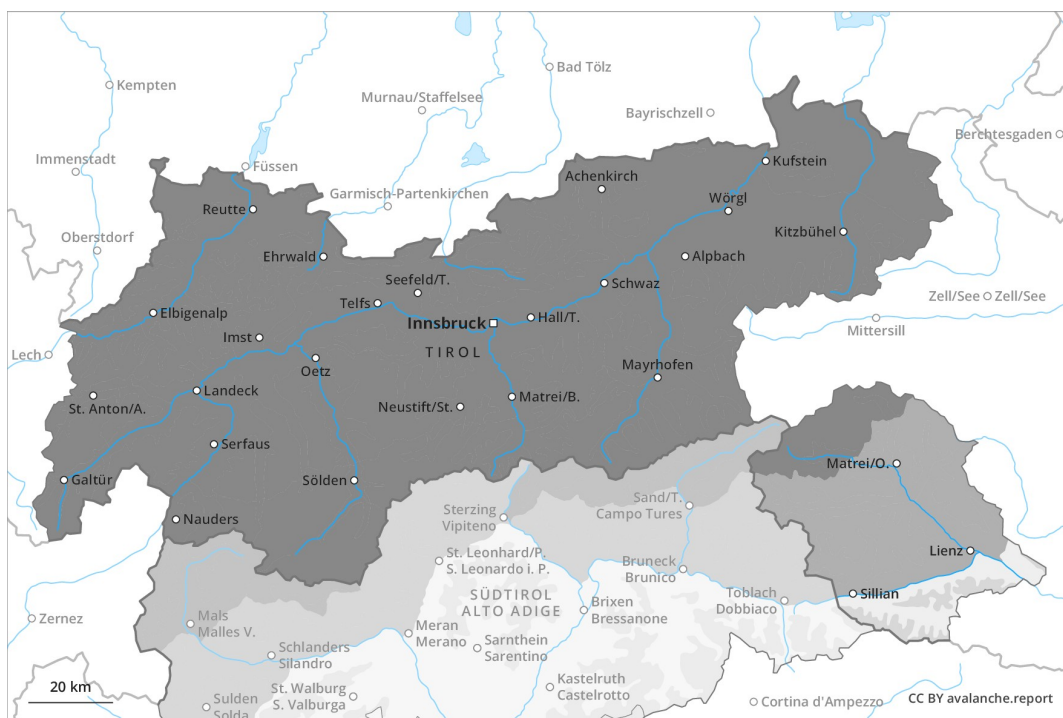 Kempten
Bad Tölz
Murnau/Staffelsee
Bayrischzell
Berchtesgaden
Immenstadt
Füssen
Kufstein
Achenkirch
Garmisch-Partenkirchen
Wörgl
Reutte
Oberstdorf
Kitzbühel
Ehrwald
Alpbach
Seefeld/T.
Schwaz
Zell/See
Zell/See
Telfs
Elbigenalp
Innsbruck
Hall/T.
Mittersill
Imst
TIROL
Lech
Oetz
Mayrhofen
Landeck
St. Anton/A.
Neustift/St.
Matrei/B.
Serfaus
Matrei/O.
Galtür
Sölden
Sand/T.
Campo Tures
Nauders
Sterzing
Vipiteno
Lienz
St. Leonhard/P.
S. Leonardo i. P.
Bruneck
Brunico
SÜDTIROL
ALTO ADIGE
Sillian
Toblach
Dobbiaco
Brixen
Bressanone
Zernez
Mals
Malles V.
Meran
Merano
Sarnthein
Sarentino
Schlanders
Silandro
20 km
St. Walburg
S. Valburga
Kastelruth
Castelrotto
Sulden
Solda
Cortina d'Ampezzo
CC BY avalanche.report